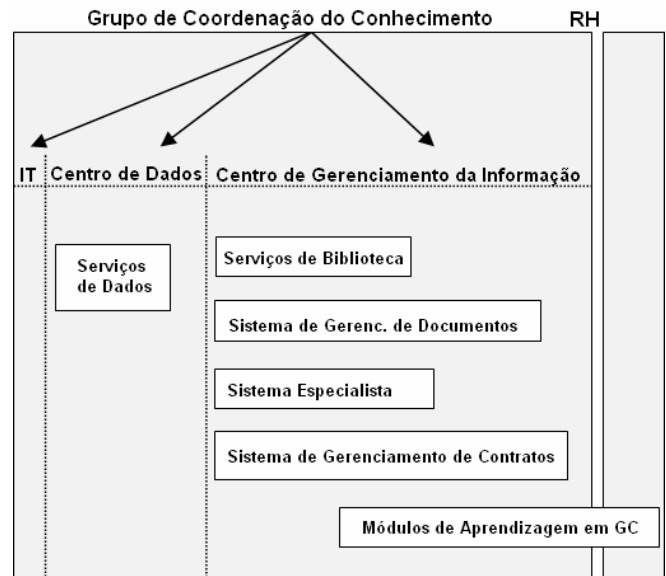 Grupo de Coordenação do Conhecimento RH
IT Centro de Dados Centro de Gerenciamento da Informação
Serviços
de Dados
Serviços de Biblioteca
Sistema de Gerenc. de Documentos
Sistema Especialista
Sistema de Gerenciamento de Contratos
Módulos de Aprendizagem em GC